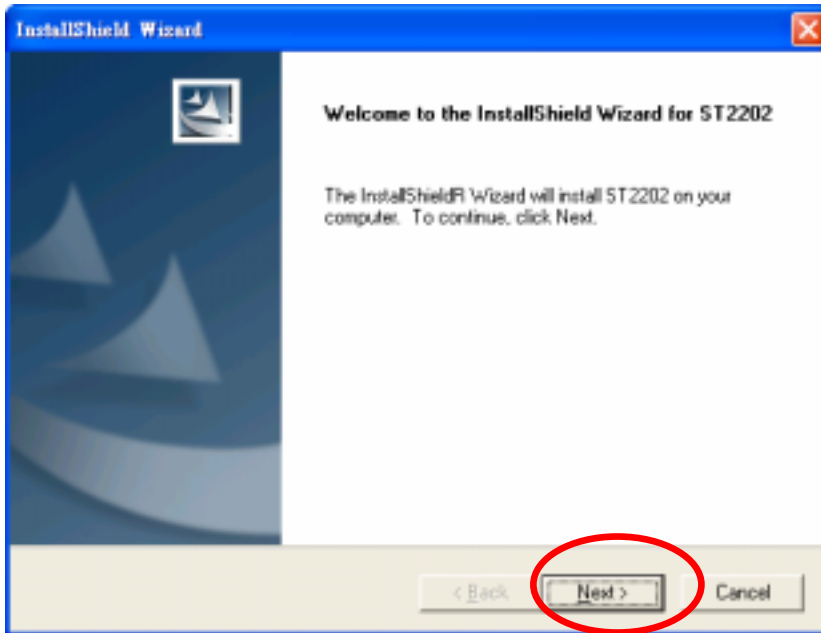 InstallShield Wizard
Welcome to the InstallShield Wizard for ST2202
The InstallShieldR Wizard will install ST2202 on your
computer. To continue, click Next.
< Back
Next >
Cancel